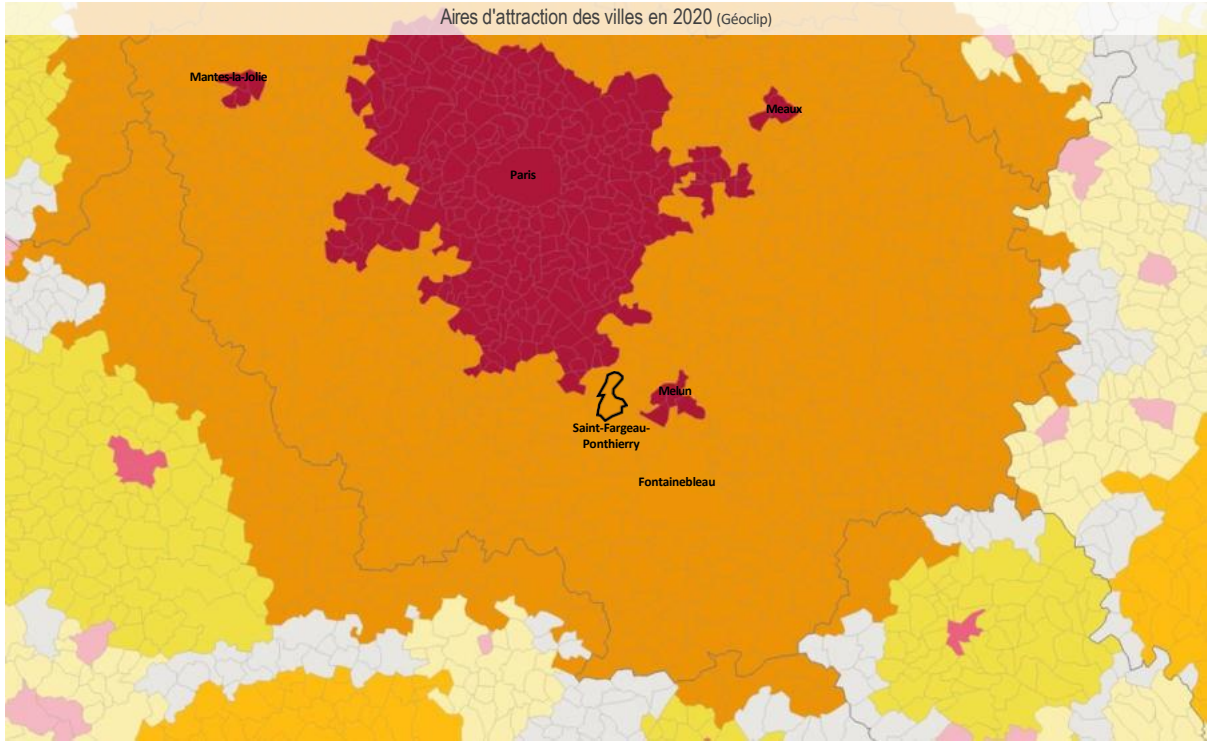 Aires d'attraction des villes en 2020 (Géoclip)
Mantes-la-Jolie
Meaux
Paris
Melun
Saint-Fargeau-
Ponthierry
Fontainebleau